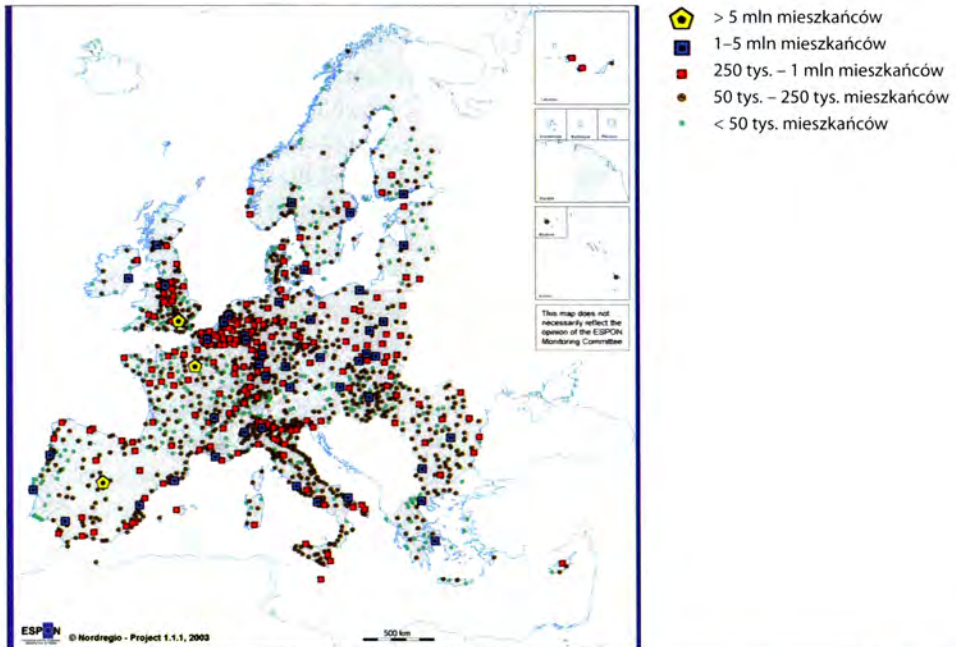 > 5 mln mieszkańców
1–5 mln mieszkańców
250 tys. – 1 mln mieszkańców
50 tys. – 250 tys. mieszkańców
< 50 tys. mieszkańców
This map does not
necessarily reflect the
opinion of the ESPON
Monitoring Committee
ESPON
© Nordregio - Project 1.1.1, 2003
500 km